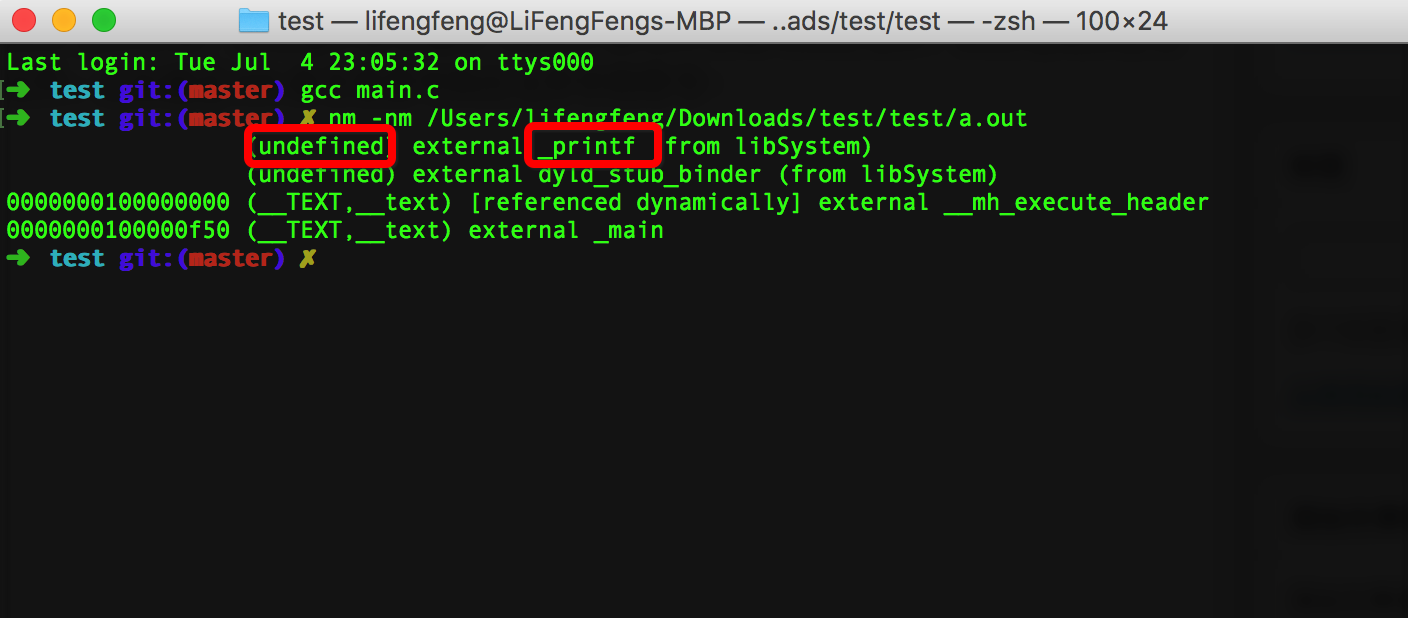 test — lifengfeng@LiFengFengs-MBP — ..ads/test/test — -zsh — 100×24
Last login: Tue Jul  4 23:05:32 on ttys000
➜  test git:(master) gcc main.c
➜  test git:(master) ✗ nm -nm /Users/lifengfeng/Downloads/test/test/a.out
(undefined) external _printf (from libSystem)
(undefined) external dyld_stub_binder (from libSystem)
0000000100000000 (__TEXT,__text) [referenced dynamically] external __mh_execute_header
0000000100000f50 (__TEXT,__text) external _main
➜  test git:(master) ✗